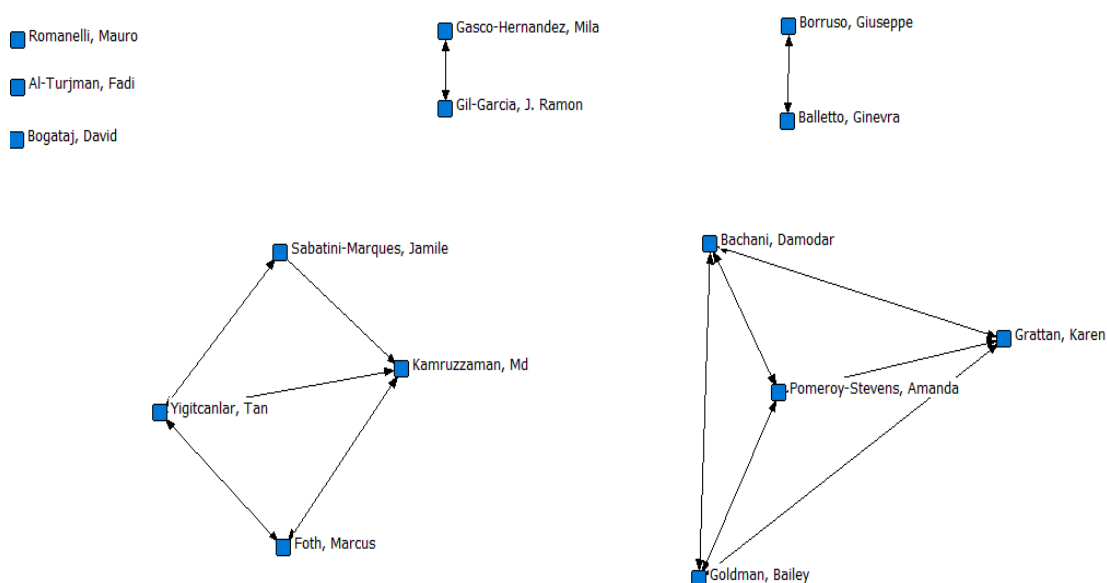 Romanelli, Mauro
Al-Turjman, Fadi
Bogataj, David
Gasco-Hernandez, Mila
Gil-Garcia, J. Ramon
Borruso, Giuseppe
Balletto, Ginevra
Sabatini-Marques, Jamile
Kamruzzaman, Md
Yigitcanlar, Tan
Foth, Marcus
Bachani, Damodar
Grattan, Karen
Pomeroy-Stevens, Amanda
Goldman, Bailey